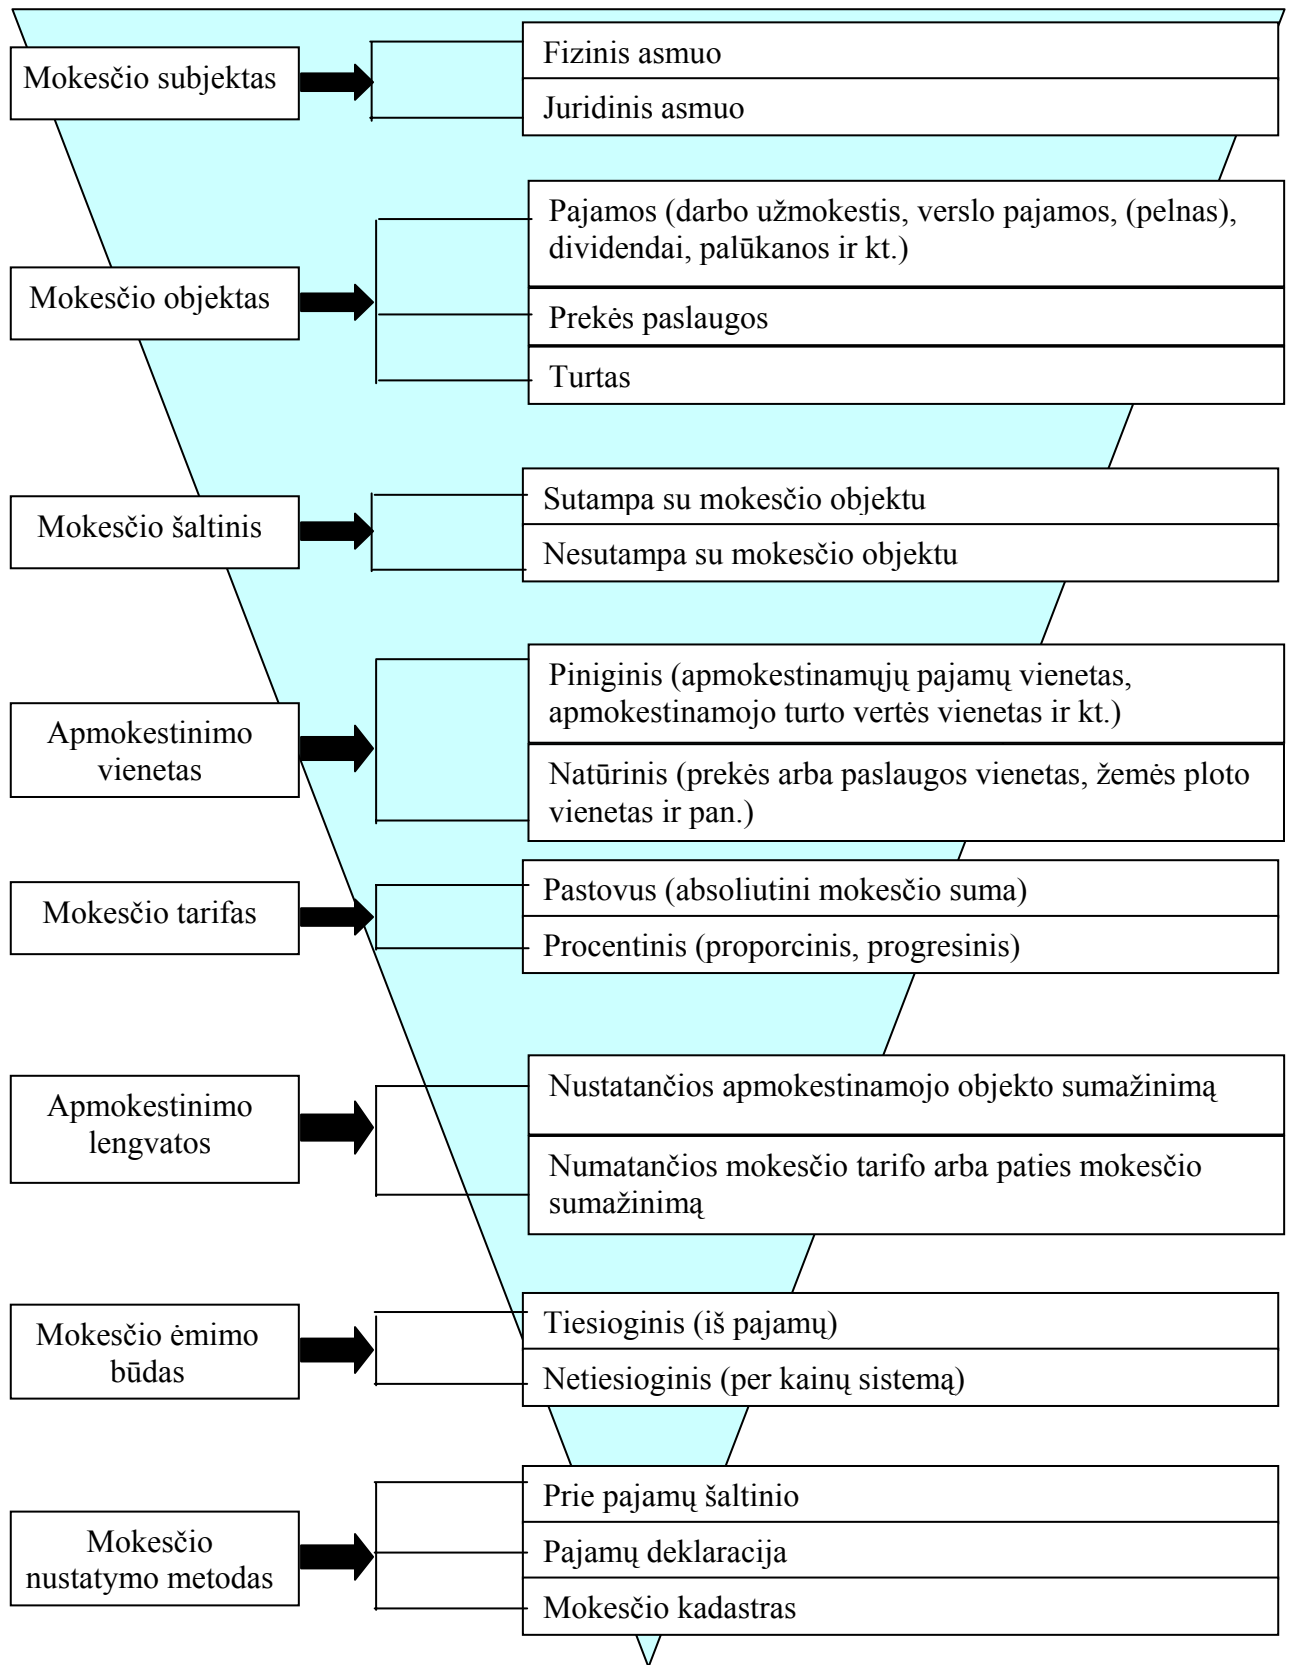 Mokesčio subjektas
Fizinis asmuo
Juridinis asmuo
Mokesčio objektas
Pajamos (darbo užmokestis, verslo pajamos, (pelnas),
dividendai, palūkanos ir kt.)
Prekės paslaugos
Turtas
Mokesčio šaltinis
Sutampa su mokesčio objektu
Nesutampa su mokesčio objektu
Apmokestinimo
vienetas
Piniginis (apmokestinamųjų pajamų vienetas,
apmokestinamojo turto vertės vienetas ir kt.)
Natūrinis (prekės arba paslaugos vienetas, žemės ploto
vienetas ir pan.)
Mokesčio tarifas
Pastovus (absoliutini mokesčio suma)
Procentinis (proporcinis, progresinis)
Apmokestinimo
lengvatos
Nustatančios apmokestinamojo objekto sumažinimą
Numatančios mokesčio tarifo arba paties mokesčio
sumažinimą
Mokesčio ėmimo
būdas
Tiesioginis (iš pajamų)
Netiesioginis (per kainų sistemą)
Mokesčio
nustatymo metodas
Prie pajamų šaltinio
Pajamų deklaracija
Mokesčio kadastras